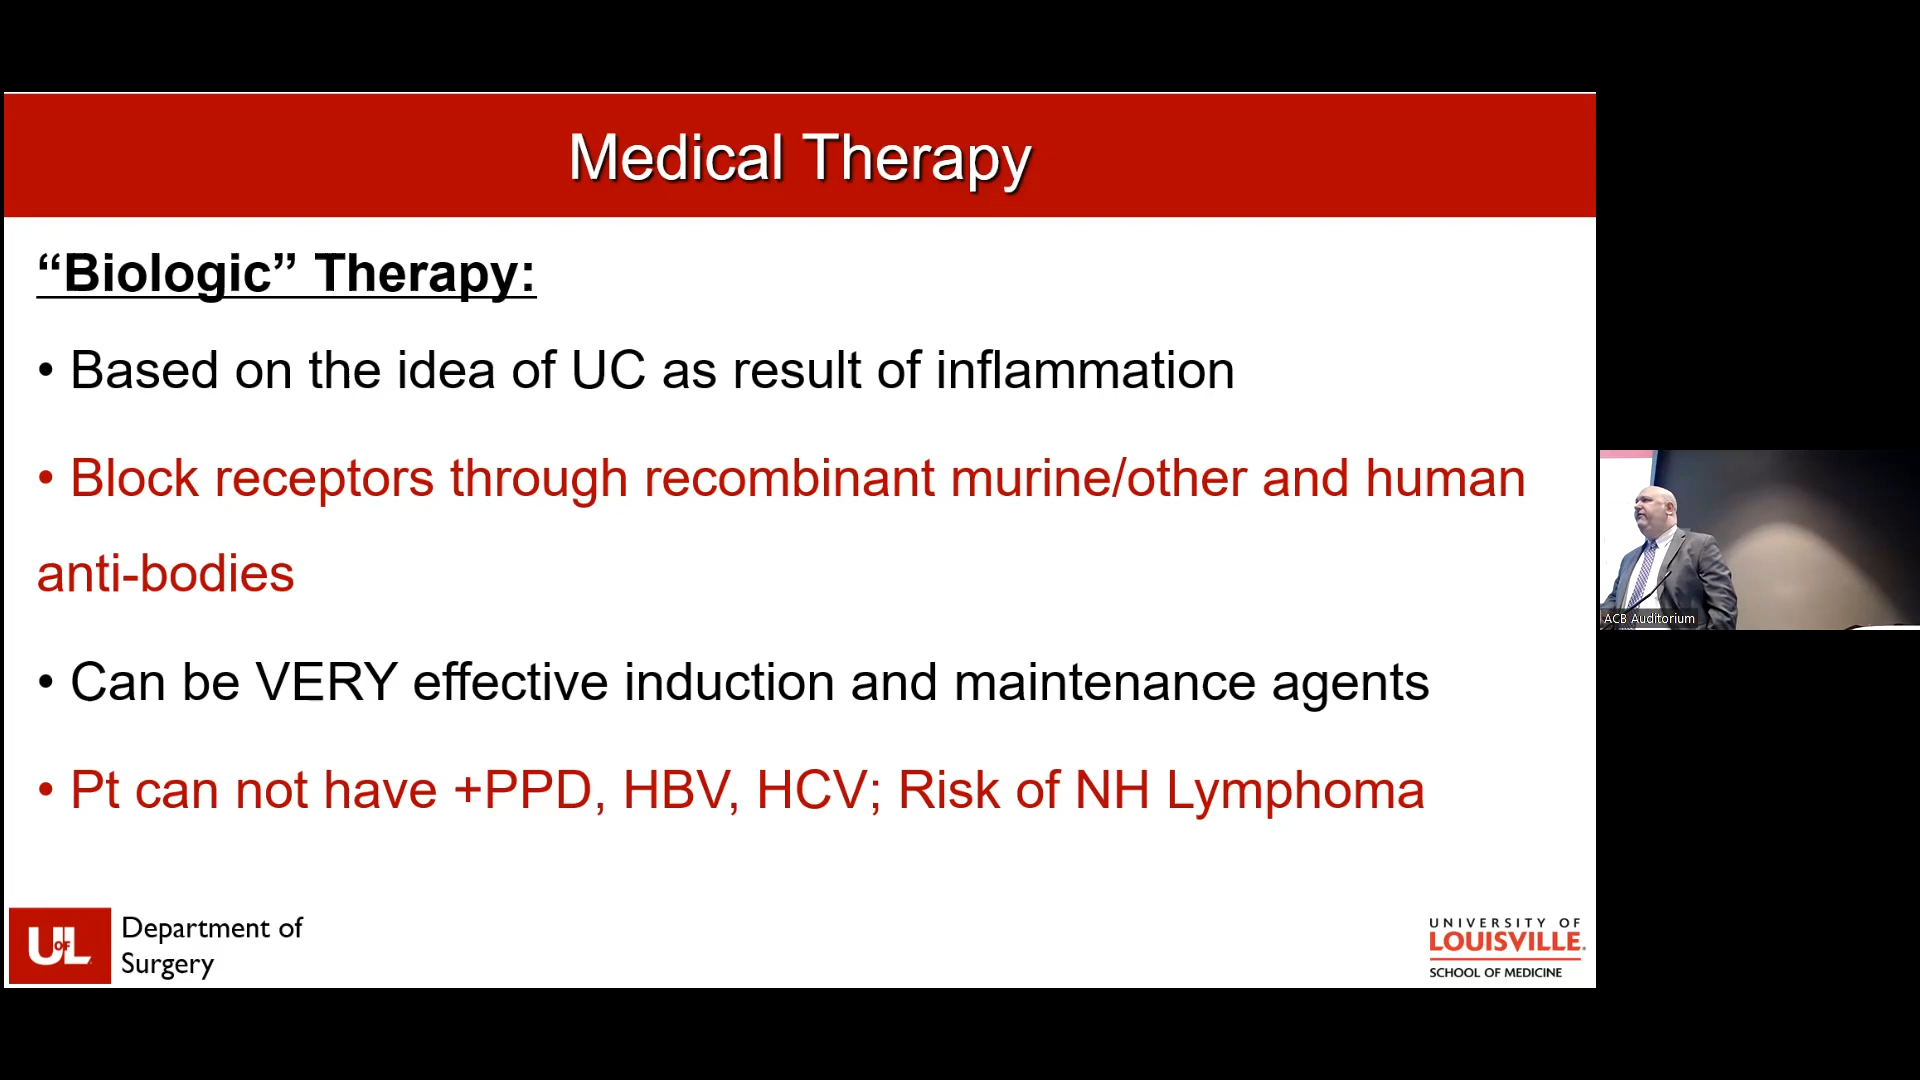 Medical Therapy
“Biologic” Therapy:
• Based on the idea of UC as result of inflammation
• Block receptors through recombinant murine/other and human
anti-bodies
• Can be VERY effective induction and maintenance agents
• Pt can not have +PPD, HBV, HCV; Risk of NH Lymphoma
ACB Auditorium
UofL
Department of
Surgery
UNIVERSITY OF
LOUISVILLE.
SCHOOL OF MEDICINE